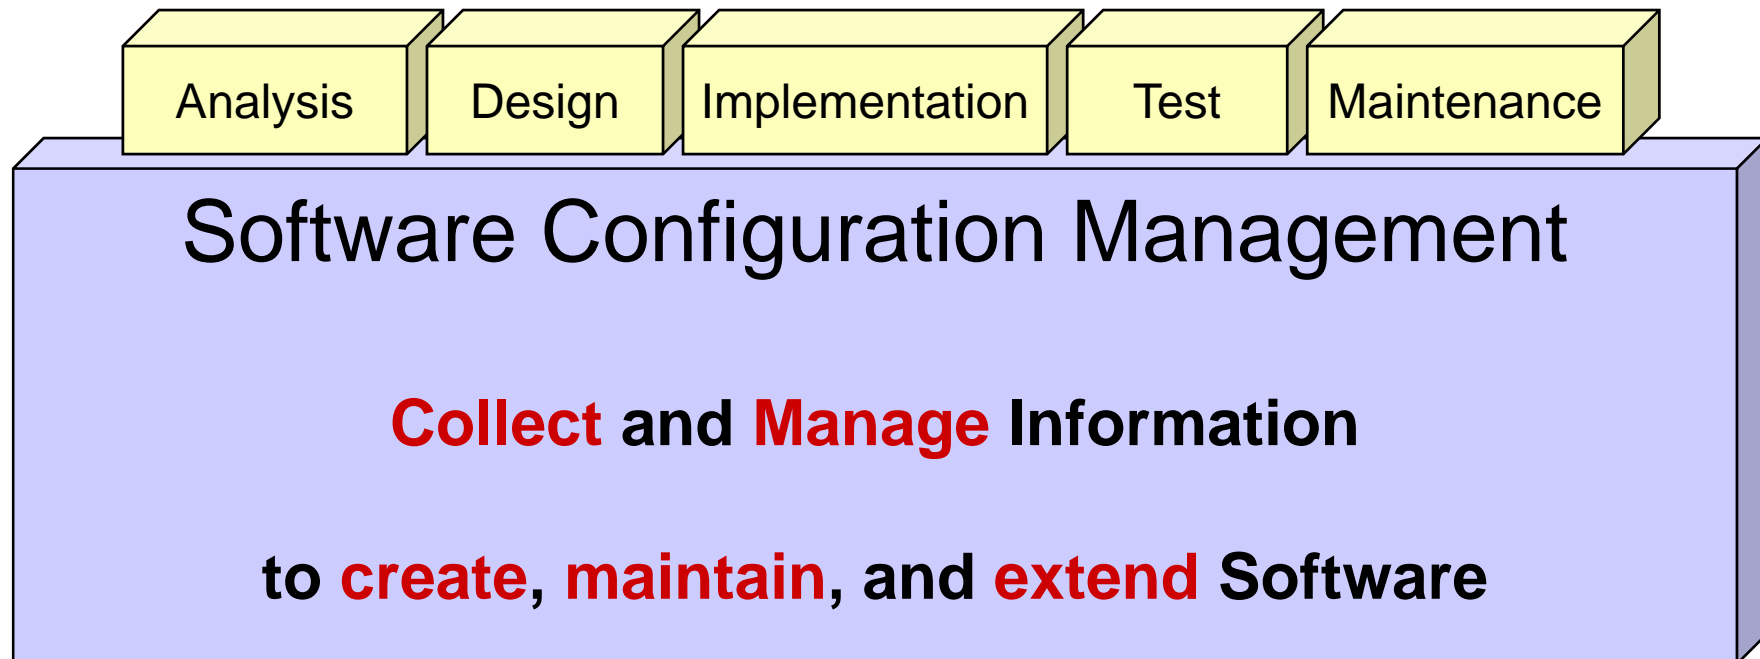 Analysis Design Implementation Test Maintenance
Software Configuration Management
Collect and Manage Information
to create, maintain, and extend Software